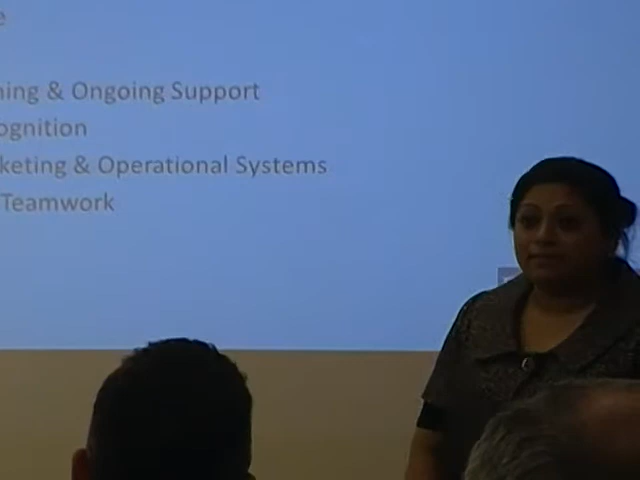 e
ning & Ongoing Support
ognition
keting & Operational Systems
Teamwork